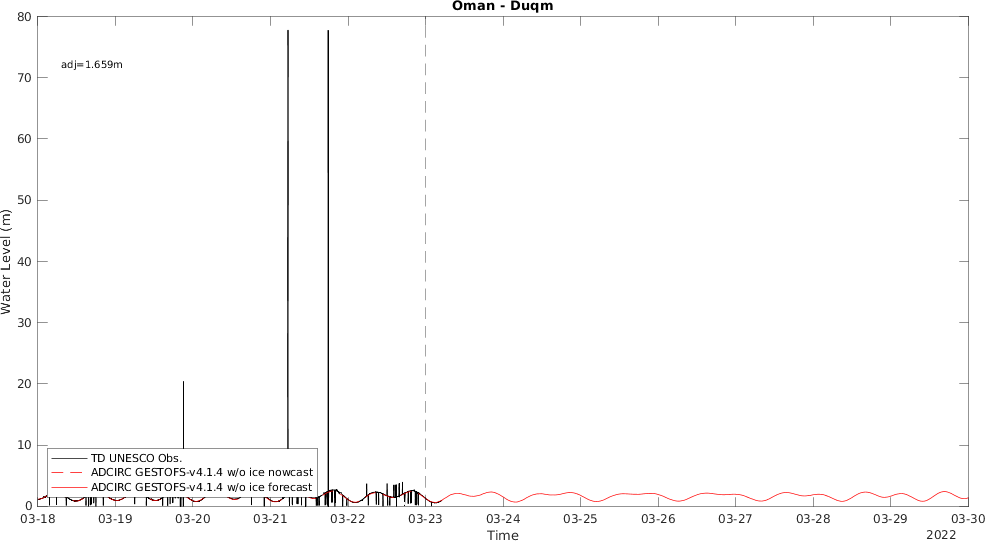 Oman - Duqm
80
70
60
50
40
30
20
10
0
Water Level (m)
adj=1.659m
TD UNESCO Obs.
ADCIRC GESTOFS-v4.1.4 w/o ice nowcast
ADCIRC GESTOFS-v4.1.4 w/o ice forecast
03-18 03-19 03-20 03-21 03-22 03-23 03-24 03-25 03-26 03-27 03-28 03-29 03-30
Time
2022